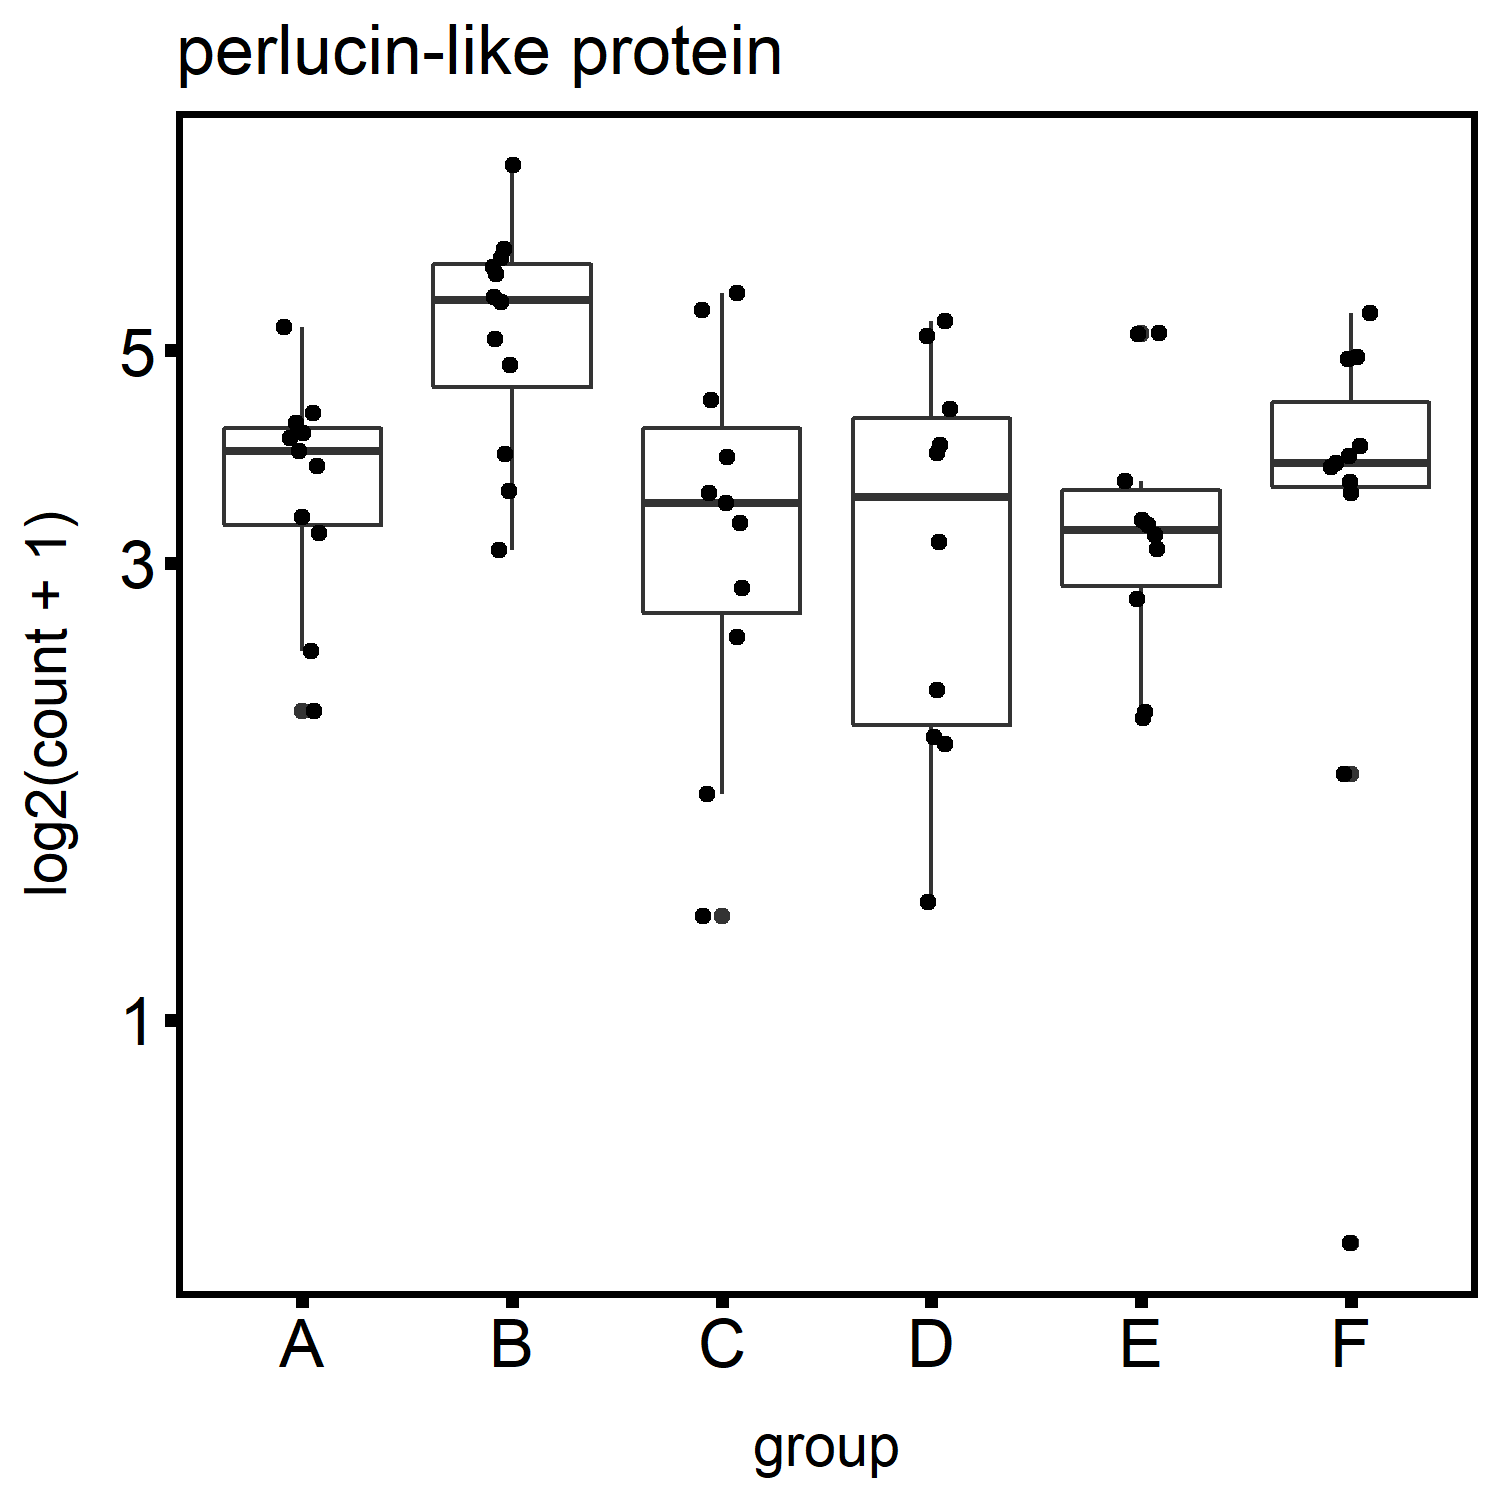 perlucin-like protein
log2(count + 1)
5
3
1
A B C D E F
group